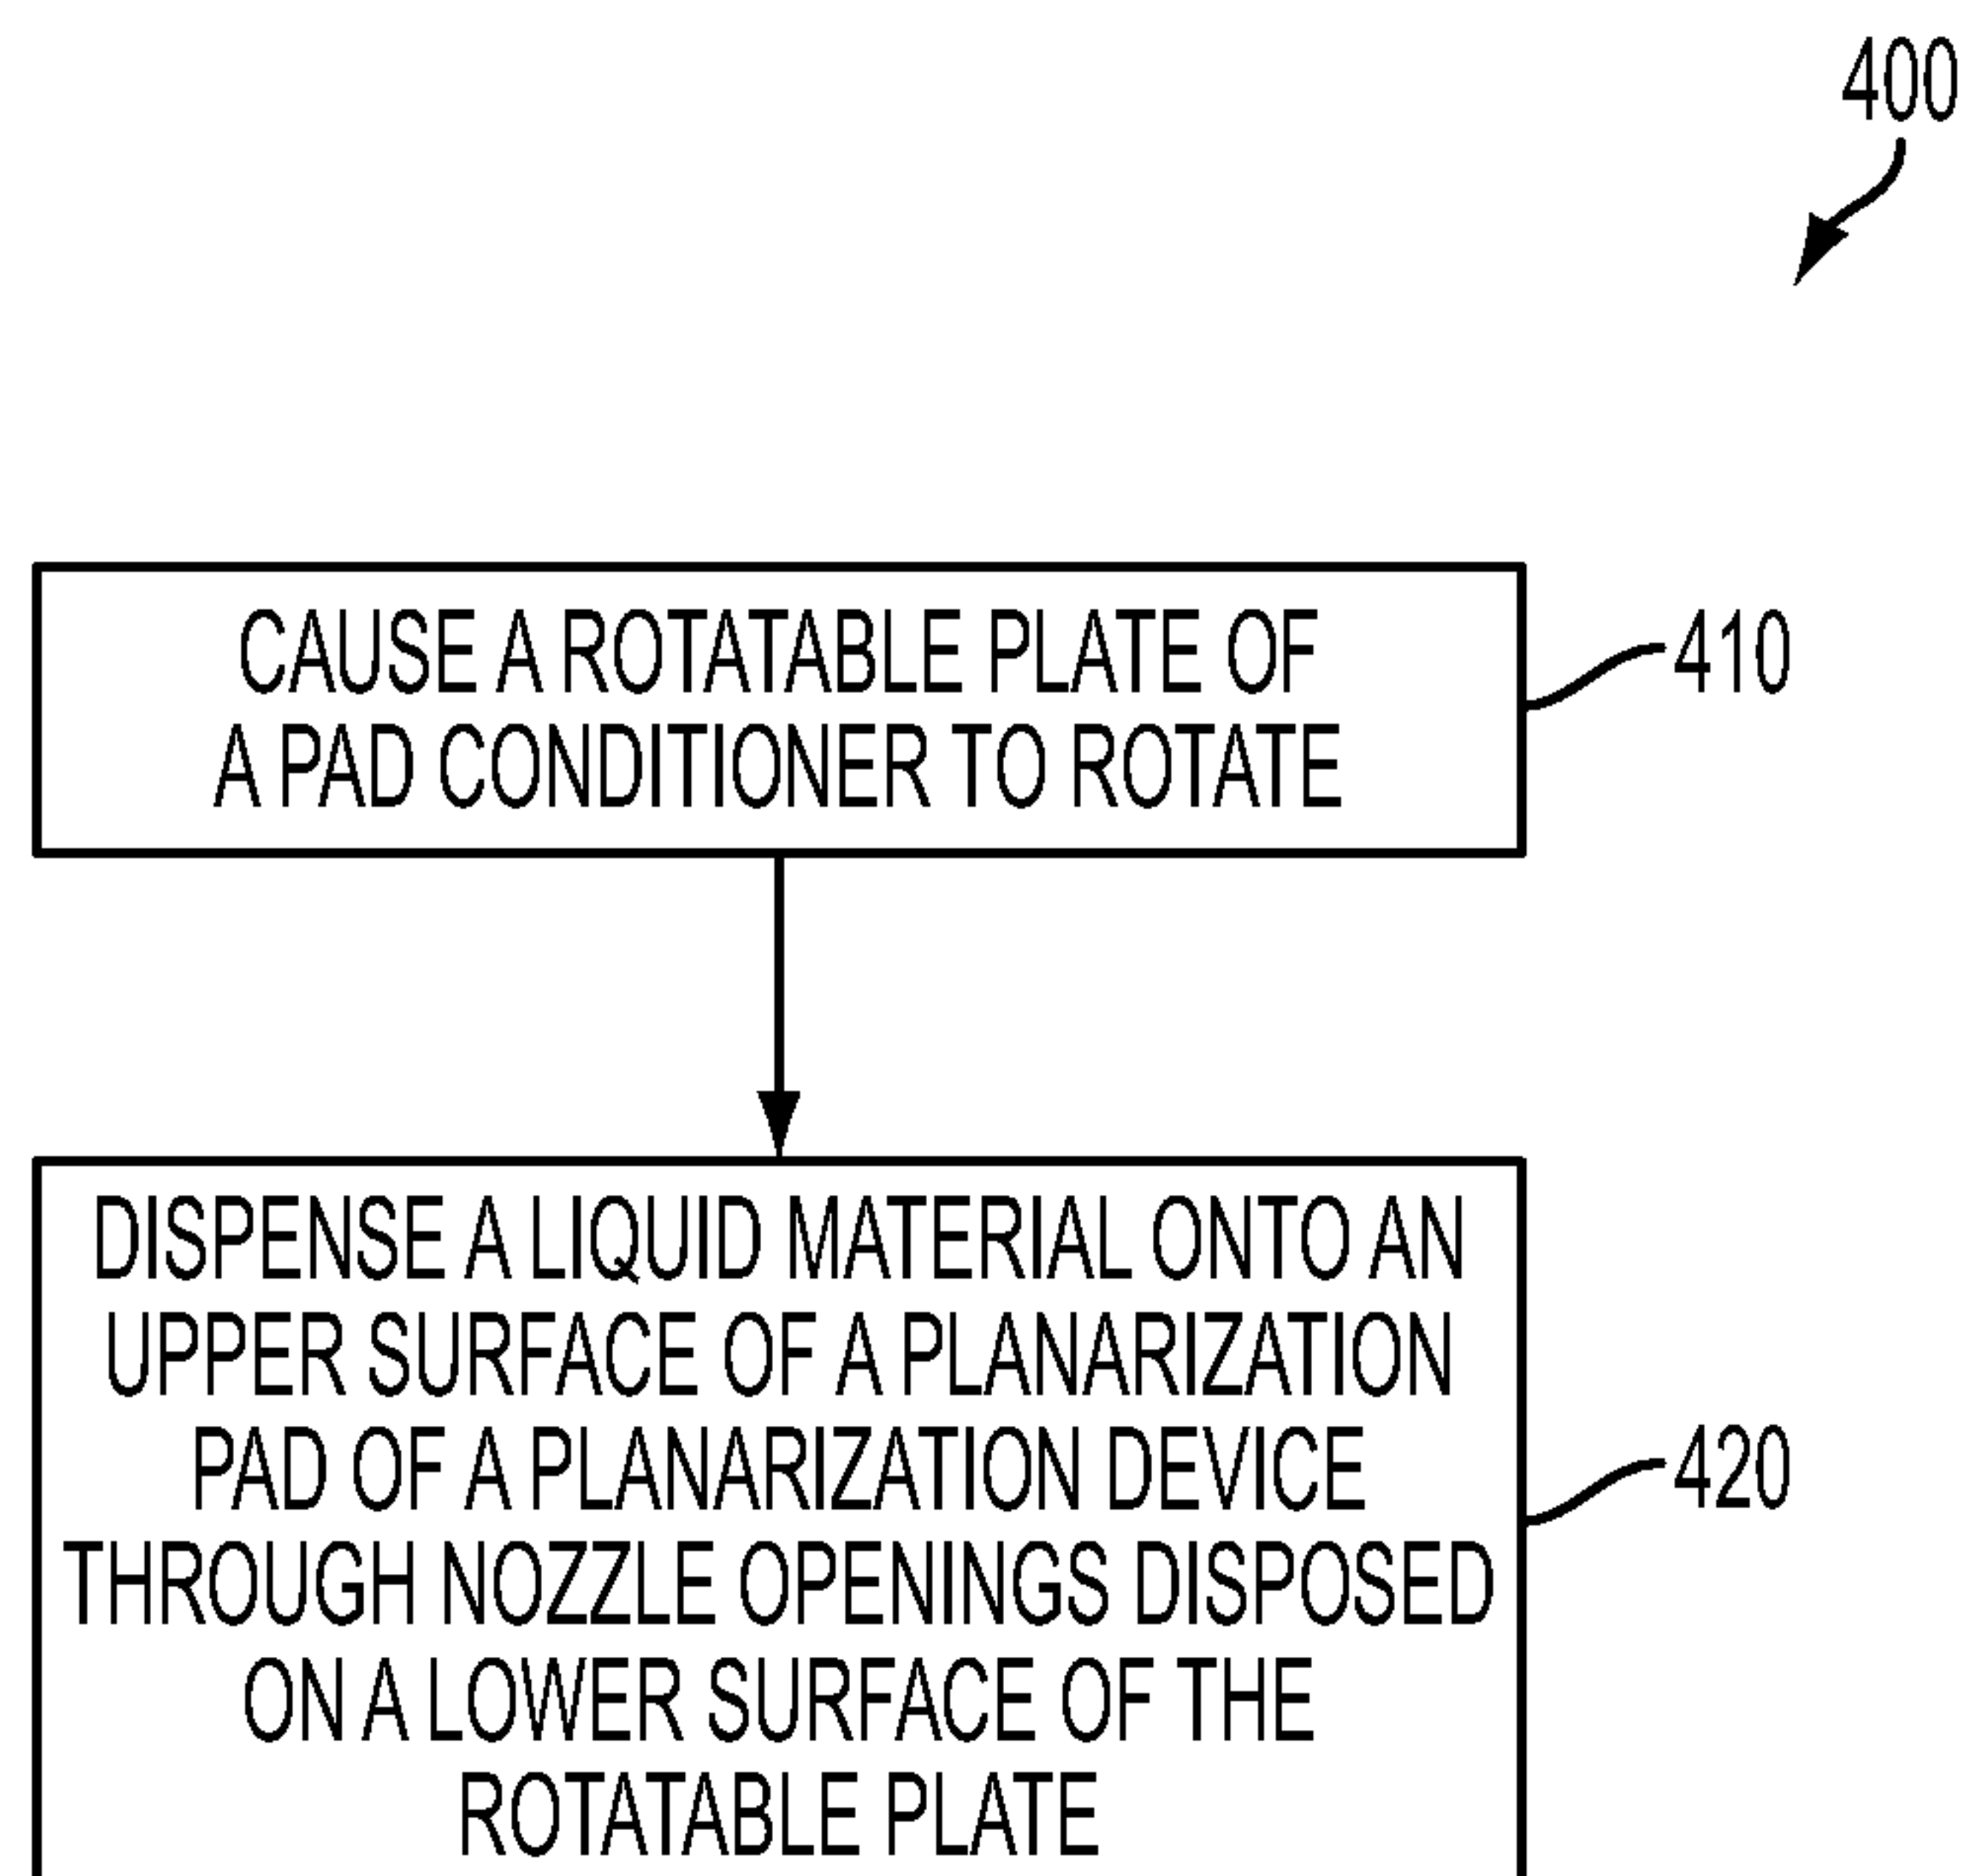 400
CAUSE A ROTATABLE PLATE OF
A PAD CONDITIONER TO ROTATE
410
DISPENSE A LIQUID MATERIAL ONTO AN
UPPER SURFACE OF A PLANARIZATION
PAD OF A PLANARIZATION DEVICE
THROUGH NOZZLE OPENINGS DISPOSED
ON A LOWER SURFACE OF THE
ROTATABLE PLATE
420